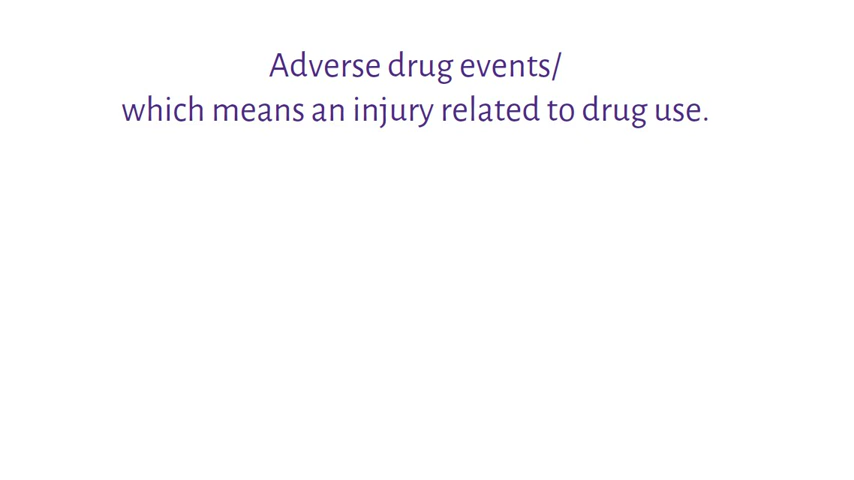 Adverse drug events/
which means an injury related to drug use.